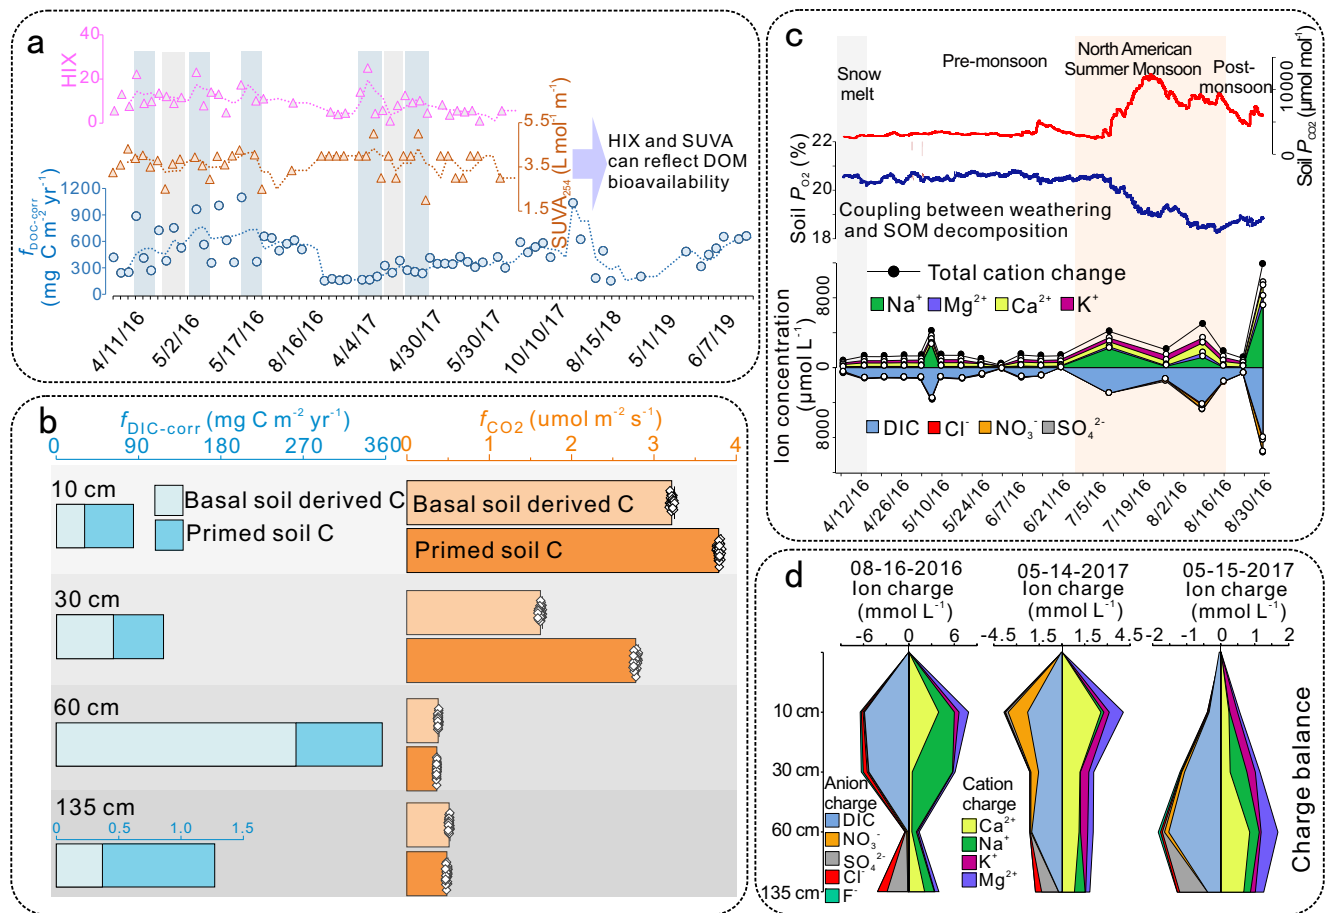 a
HIX
40
20
0
5.5
3.5
1.5
SUVA254 (L mol-1 m-1)
HIX and SUVA
can reflect DOM
bioavailability
fDOC-corr
(mg C m-2 yr-1)
1200
900
600
300
0
4/11/16
5/2/16
5/17/16
8/16/16
4/4/17
4/30/17
5/30/17
10/10/17
8/15/18
5/1/19
6/7/19
b
fDIC-corr (mg C m-2 yr-1)
0 90 180 270 360
fCO2 (umol m-2 s-1)
0 1 2 3 4
10 cm
Basal soil derived C
Primed soil C
Basal soil derived C
Primed soil C
30 cm
60 cm
135 cm
0 0.5 1.0 1.5
c
Snow
melt
Pre-monsoon
North American
Summer Monsoon
Post-
monsoon
10000
0
Soil PCO2 (μmol mol-1)
22
20
18
Soil PO2 (%)
Coupling between weathering
and SOM decomposition
Total cation change
Na+ Mg2+ Ca2+ K+
Ion concentration
(μmol L-1)
8000
0
8000
DIC Cl- NO3- SO42-
4/12/16
4/26/16
5/10/16
5/24/16
6/7/16
6/21/16
7/5/16
7/19/16
8/2/16
8/16/16
8/30/16
d
08-16-2016
Ion charge
(mmol L-1)
-6 0 6
05-14-2017
Ion charge
(mmol L-1)
-4.5 1.5 1.5 4.5
05-15-2017
Ion charge
(mmol L-1)
-2 -1 0 1 2
10 cm
30 cm
60 cm
135 cm
Anion
charge
DIC
NO3-
SO42-
Cl-
F-
Cation
charge
Ca2+
Na+
K+
Mg2+
Charge balance